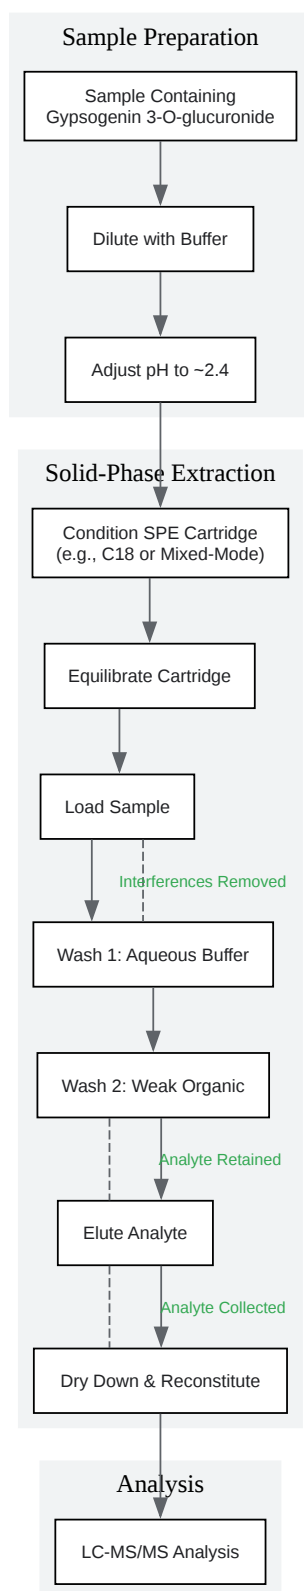 Sample Preparation
Sample Containing
Gypsogenin 3-O-glucuronide
Dilute with Buffer
Adjust pH to ~2.4
Solid-Phase Extraction
Condition SPE Cartridge
(e.g., C18 or Mixed-Mode)
Equilibrate Cartridge
Load Sample
Interferences Removed
Wash 1: Aqueous Buffer
Wash 2: Weak Organic
Analyte Retained
Elute Analyte
Analyte Collected
Dry Down & Reconstitute
Analysis
LC-MS/MS Analysis